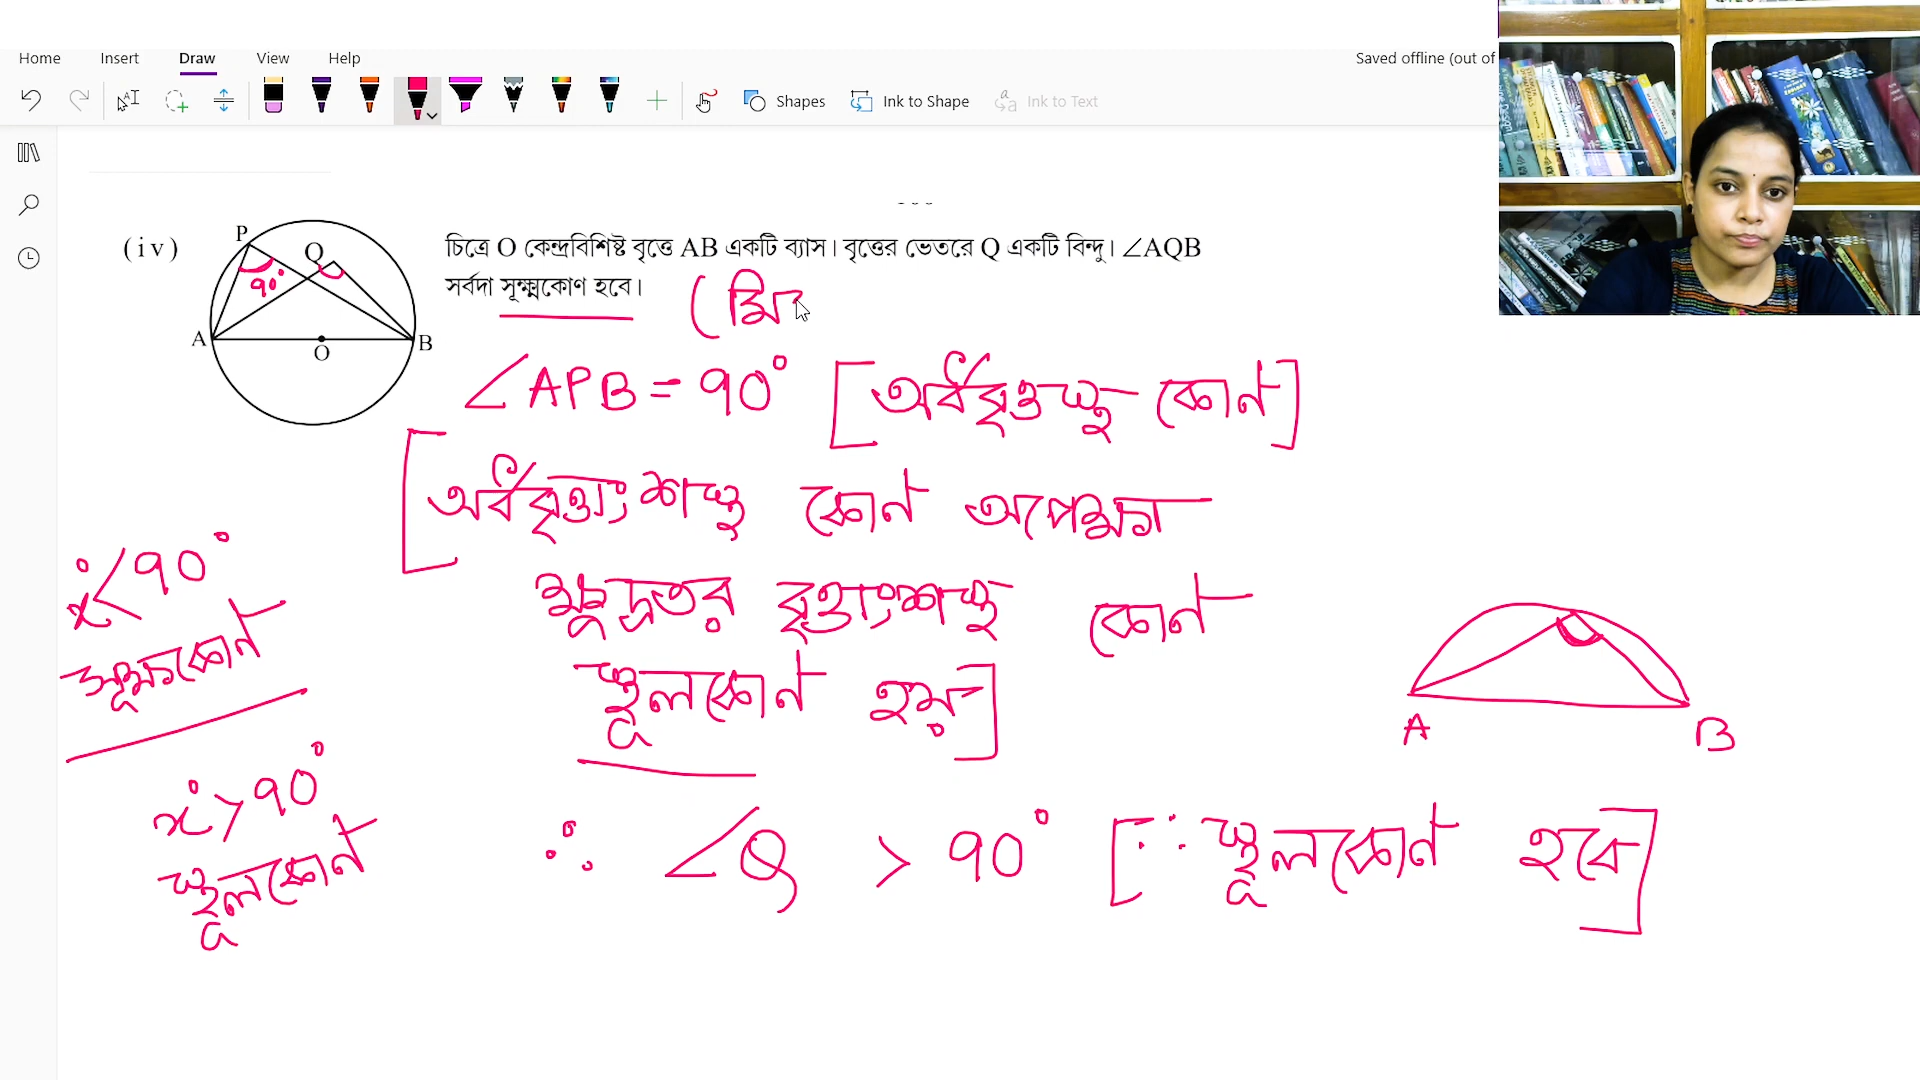 Home Insert Draw View Help Saved offline (out of
Shapes Ink to Shape Ink to Text
(iv) চিত্রে O কেন্দ্রবিশিষ্ট বৃত্তে AB একটি ব্যাস। বৃত্তের ভেতরে Q একটি বিন্দু। ∠AQB
সর্বদা সূক্ষ্মকোণ হবে।
P
Q
90°
A
O
B
∠APB = 90° [অর্ধবৃত্তস্থ কোণ]
[অর্ধবৃত্তাংশস্থ কোণ অপেক্ষা
ক্ষুদ্রতর বৃত্তাংশস্থ কোণ
স্থূলকোণ হয়]
x° < 90°
সূক্ষ্মকোণ
x° > 90°
স্থূলকোণ
A B
∴ ∠Q > 90° [∵ স্থূলকোণ হবে]